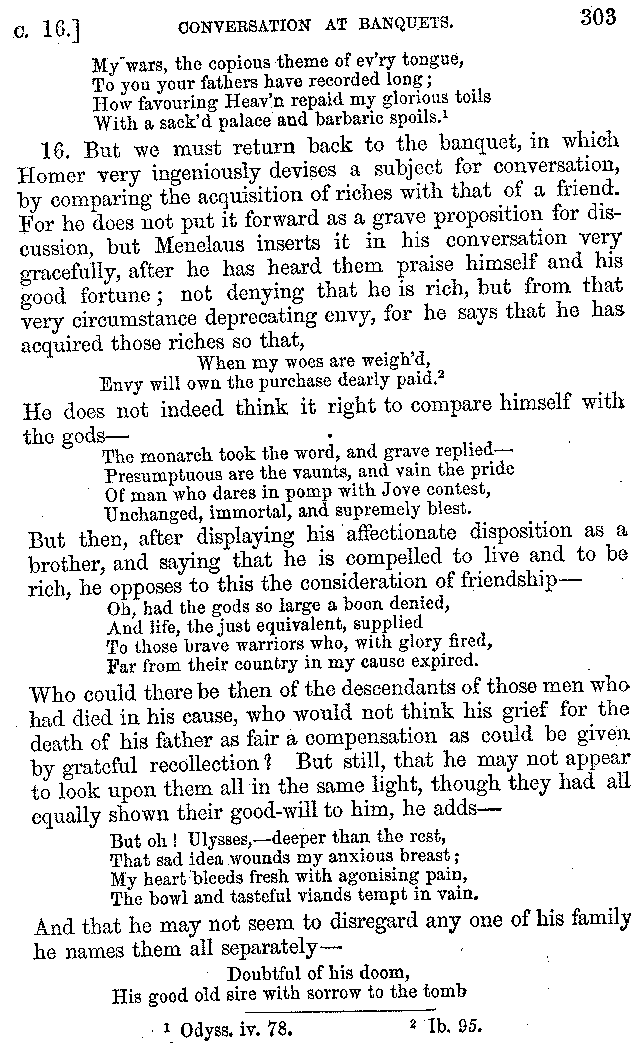 c. 16.] CONVERSATION AT BANQUETS. 303
My wars, the copious theme of ev'ry tongue,
To you your fathers have recorded long;
How favouring Heav'n repaid my glorious toils
With a sack'd palace and barbaric spoils.¹
16. But we must return back to the banquet, in which
Homer very ingeniously devises a subject for conversation,
by comparing the acquisition of riches with that of a friend.
For he does not put it forward as a grave proposition for dis-
cussion, but Menelaus inserts it in his conversation very
gracefully, after he has heard them praise himself and his
good fortune; not denying that he is rich, but from that
very circumstance deprecating envy, for he says that he has
acquired those riches so that,
When my woes are weigh'd,
Envy will own the purchase dearly paid.²
He does not indeed think it right to compare himself with
the gods—
The monarch took the word, and grave replied—
Presumptuous are the vaunts, and vain the pride
Of man who dares in pomp with Jove contest,
Unchanged, immortal, and supremely blest.
But then, after displaying his affectionate disposition as a
brother, and saying that he is compelled to live and to be
rich, he opposes to this the consideration of friendship—
Oh, had the gods so large a boon denied,
And life, the just equivalent, supplied
To those brave warriors who, with glory fired,
Far from their country in my cause expired.
Who could there be then of the descendants of those men who
had died in his cause, who would not think his grief for the
death of his father as fair a compensation as could be given
by grateful recollection? But still, that he may not appear
to look upon them all in the same light, though they had all
equally shown their good-will to him, he adds—
But oh! Ulysses,—deeper than the rest,
That sad idea wounds my anxious breast;
My heart bleeds fresh with agonising pain,
The bowl and tasteful viands tempt in vain.
And that he may not seem to disregard any one of his family
he names them all separately—
Doubtful of his doom,
His good old sire with sorrow to the tomb
¹ Odyss. iv. 78. ² Ib. 95.